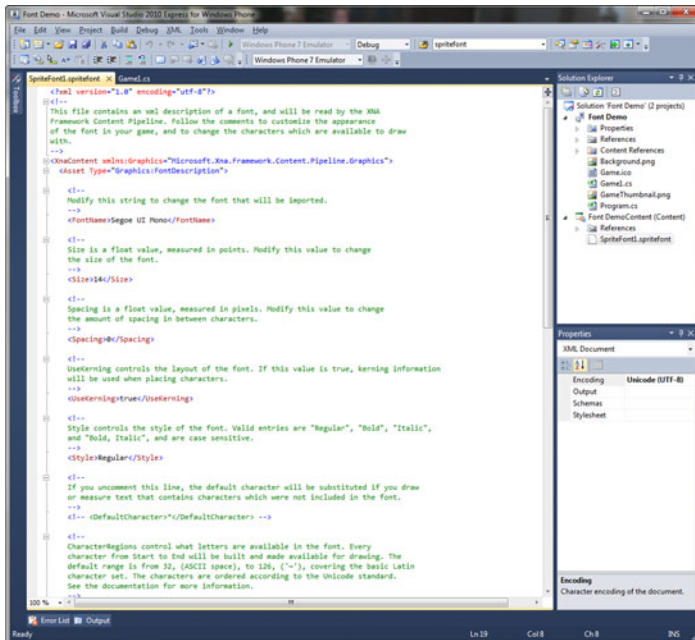 Font Demo - Microsoft Visual Studio 2010 Express for Windows Phone
File Edit View Project Build Debug XML Tools Window Help
Windows Phone 7 Emulator Debug spritefont
Windows Phone 7 Emulator
Toolbox
SpriteFont1.spritefont Game1.cs
<?xml version="1.0" encoding="utf-8"?>
<!--
This file contains an xml description of a font, and will be read by the XNA
Framework Content Pipeline. Follow the comments to customize the appearance
of the font in your game, and to change the characters which are available to draw
with.
-->
<XnaContent xmlns:Graphics="Microsoft.Xna.Framework.Content.Pipeline.Graphics">
<Asset Type="Graphics:FontDescription">
<!--
Modify this string to change the font that will be imported.
-->
<FontName>Segoe UI Mono</FontName>
<!--
Size is a float value, measured in points. Modify this value to change
the size of the font.
-->
<Size>14</Size>
<!--
Spacing is a float value, measured in pixels. Modify this value to change
the amount of spacing in between characters.
-->
<Spacing>0</Spacing>
<!--
UseKerning controls the layout of the font. If this value is true, kerning information
will be used when placing characters.
-->
<UseKerning>true</UseKerning>
<!--
Style controls the style of the font. Valid entries are "Regular", "Bold", "Italic",
and "Bold, Italic", and are case sensitive.
-->
<Style>Regular</Style>
<!--
If you uncomment this line, the default character will be substituted if you draw
or measure text that contains characters which were not included in the font.
-->
<!-- <DefaultCharacter>*</DefaultCharacter> -->
<!--
CharacterRegions control what letters are available in the font. Every
character from Start to End will be built and made available for drawing. The
default range is from 32, (ASCII space), to 126, ('~'), covering the basic Latin
character set. The characters are ordered according to the Unicode standard.
See the documentation for more information.
-->
100 %
Solution Explorer
Solution 'Font Demo' (2 projects)
Font Demo
Properties
References
Content References
Background.png
Game.ico
Game1.cs
GameThumbnail.png
Program.cs
Font DemoContent (Content)
References
SpriteFont1.spritefont
Properties
XML Document
Encoding Unicode (UTF-8)
Output
Schemas
Stylesheet
Encoding
Character encoding of the document.
Error List Output
Ready Ln 19 Col 8 Ch 8 INS